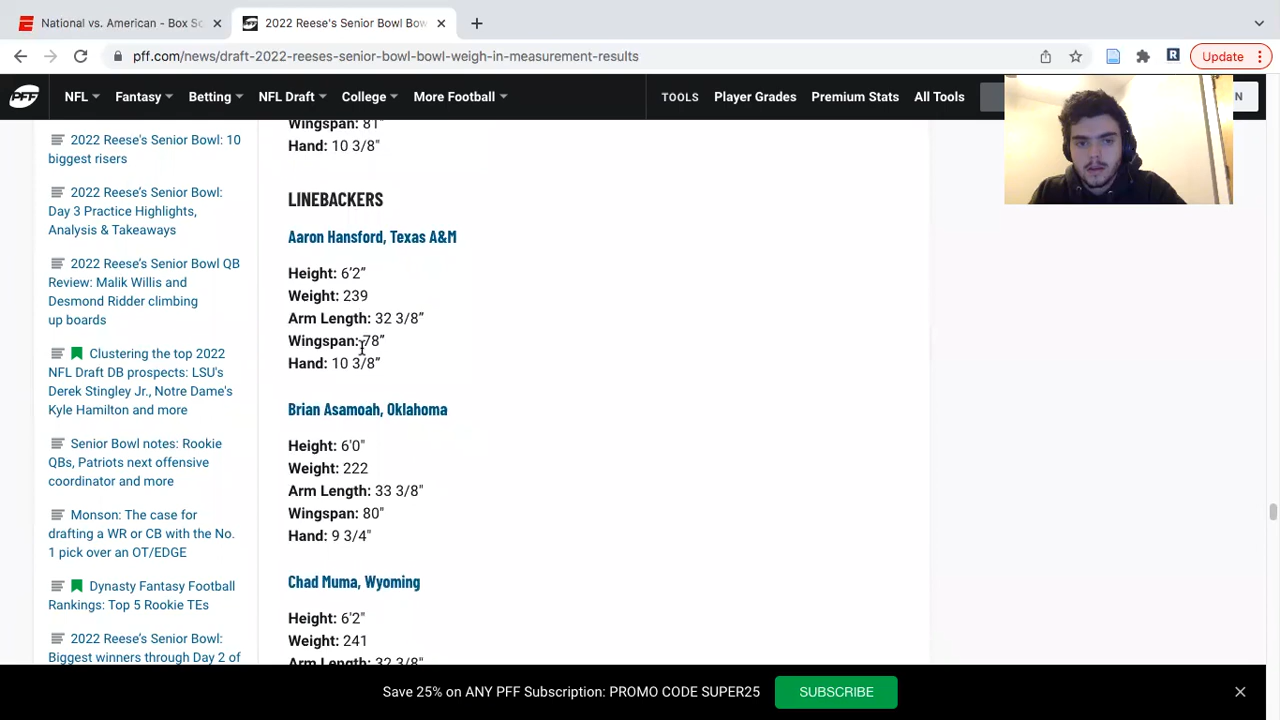 National vs. American - Box Sc
2022 Reese's Senior Bowl Bow
pff.com/news/draft-2022-reeses-senior-bowl-bowl-weigh-in-measurement-results
Update
PFF
NFL
Fantasy
Betting
NFL Draft
College
More Football
TOOLS
Player Grades
Premium Stats
All Tools
N
2022 Reese's Senior Bowl: 10
biggest risers
2022 Reese's Senior Bowl:
Day 3 Practice Highlights,
Analysis & Takeaways
2022 Reese's Senior Bowl QB
Review: Malik Willis and
Desmond Ridder climbing
up boards
Clustering the top 2022
NFL Draft DB prospects: LSU's
Derek Stingley Jr., Notre Dame's
Kyle Hamilton and more
Senior Bowl notes: Rookie
QBs, Patriots next offensive
coordinator and more
Monson: The case for
drafting a WR or CB with the No.
1 pick over an OT/EDGE
Dynasty Fantasy Football
Rankings: Top 5 Rookie TEs
2022 Reese's Senior Bowl:
Biggest winners through Day 2 of
Wingspan: 81"
Hand: 10 3/8"
LINEBACKERS
Aaron Hansford, Texas A&M
Height: 6'2”
Weight: 239
Arm Length: 32 3/8”
Wingspan: 78”
Hand: 10 3/8”
Brian Asamoah, Oklahoma
Height: 6'0"
Weight: 222
Arm Length: 33 3/8"
Wingspan: 80"
Hand: 9 3/4"
Chad Muma, Wyoming
Height: 6'2"
Weight: 241
Arm Length: 32 3/8"
Save 25% on ANY PFF Subscription: PROMO CODE SUPER25
SUBSCRIBE